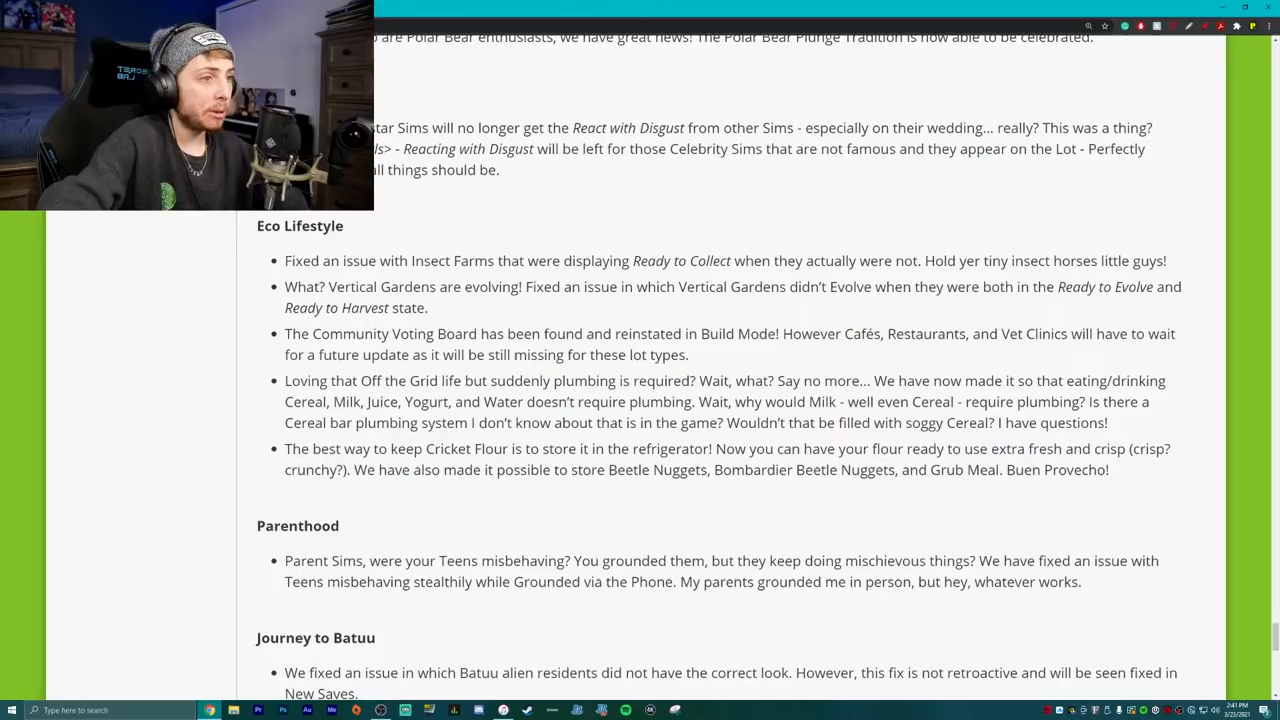 o are Polar Bear enthusiasts, we have great news! The Polar Bear Plunge Tradition is now able to be celebrated.
star Sims will no longer get the React with Disgust from other Sims - especially on their wedding... really? This was a thing?
ls> - Reacting with Disgust will be left for those Celebrity Sims that are not famous and they appear on the Lot - Perfectly
all things should be.
Eco Lifestyle
• Fixed an issue with Insect Farms that were displaying Ready to Collect when they actually were not. Hold yer tiny insect horses little guys!
• What? Vertical Gardens are evolving! Fixed an issue in which Vertical Gardens didn't Evolve when they were both in the Ready to Evolve and
Ready to Harvest state.
• The Community Voting Board has been found and reinstated in Build Mode! However Cafés, Restaurants, and Vet Clinics will have to wait
for a future update as it will be still missing for these lot types.
• Loving that Off the Grid life but suddenly plumbing is required? Wait, what? Say no more... We have now made it so that eating/drinking
Cereal, Milk, Juice, Yogurt, and Water doesn't require plumbing. Wait, why would Milk - well even Cereal - require plumbing? Is there a
Cereal bar plumbing system I don't know about that is in the game? Wouldn't that be filled with soggy Cereal? I have questions!
• The best way to keep Cricket Flour is to store it in the refrigerator! Now you can have your flour ready to use extra fresh and crisp (crisp?
crunchy?). We have also made it possible to store Beetle Nuggets, Bombardier Beetle Nuggets, and Grub Meal. Buen Provecho!
Parenthood
• Parent Sims, were your Teens misbehaving? You grounded them, but they keep doing mischievous things? We have fixed an issue with
Teens misbehaving stealthily while Grounded via the Phone. My parents grounded me in person, but hey, whatever works.
Journey to Batuu
• We fixed an issue in which Batuu alien residents did not have the correct look. However, this fix is not retroactive and will be seen fixed in
New Saves.
Type here to search
2:41 PM
3/23/2021